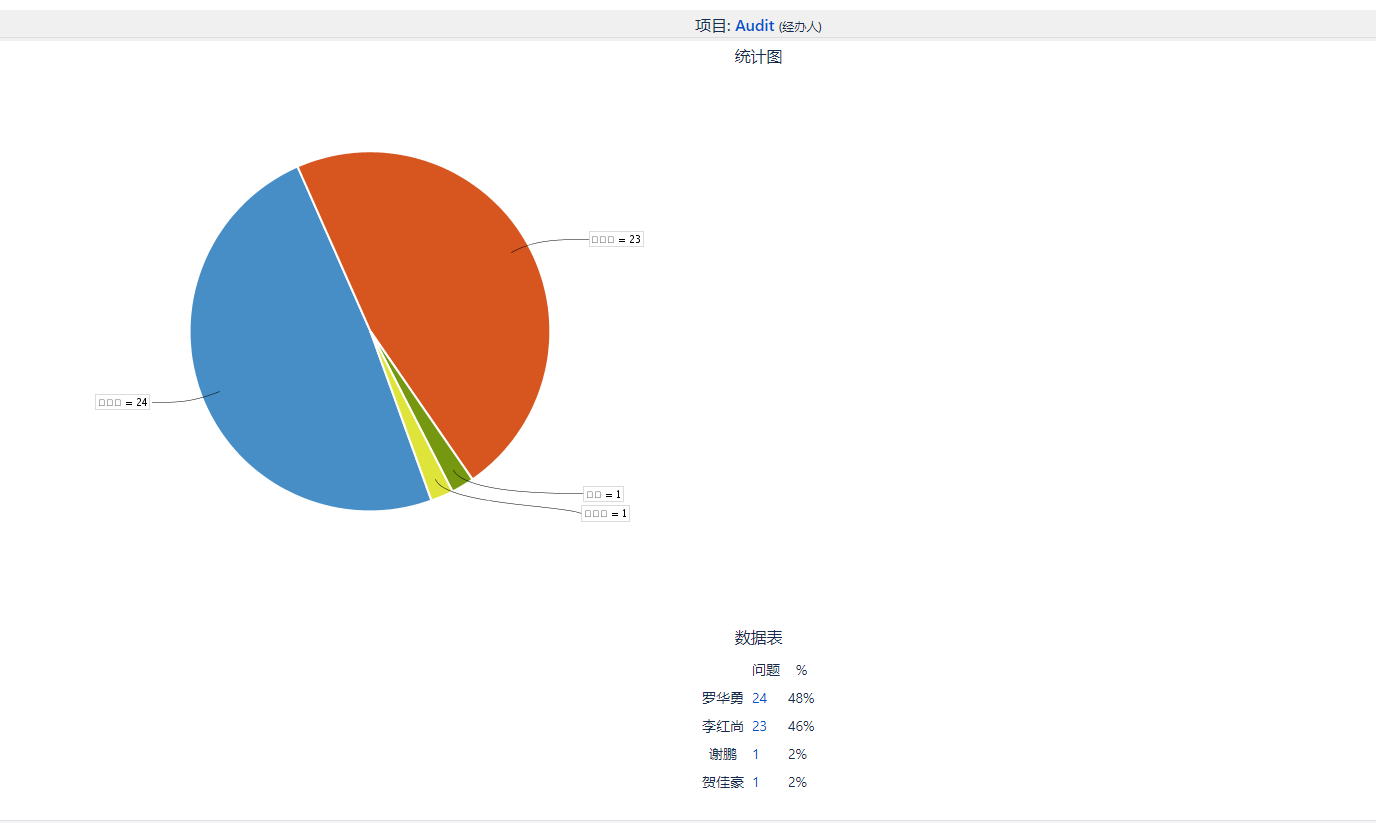 项目: Audit (经办人)
统计图
□□□ = 23
□□□ = 24
□□ = 1
□□□ = 1
数据表
问题 %
罗华勇 24 48%
李红尚 23 46%
谢鹏 1 2%
贺佳豪 1 2%